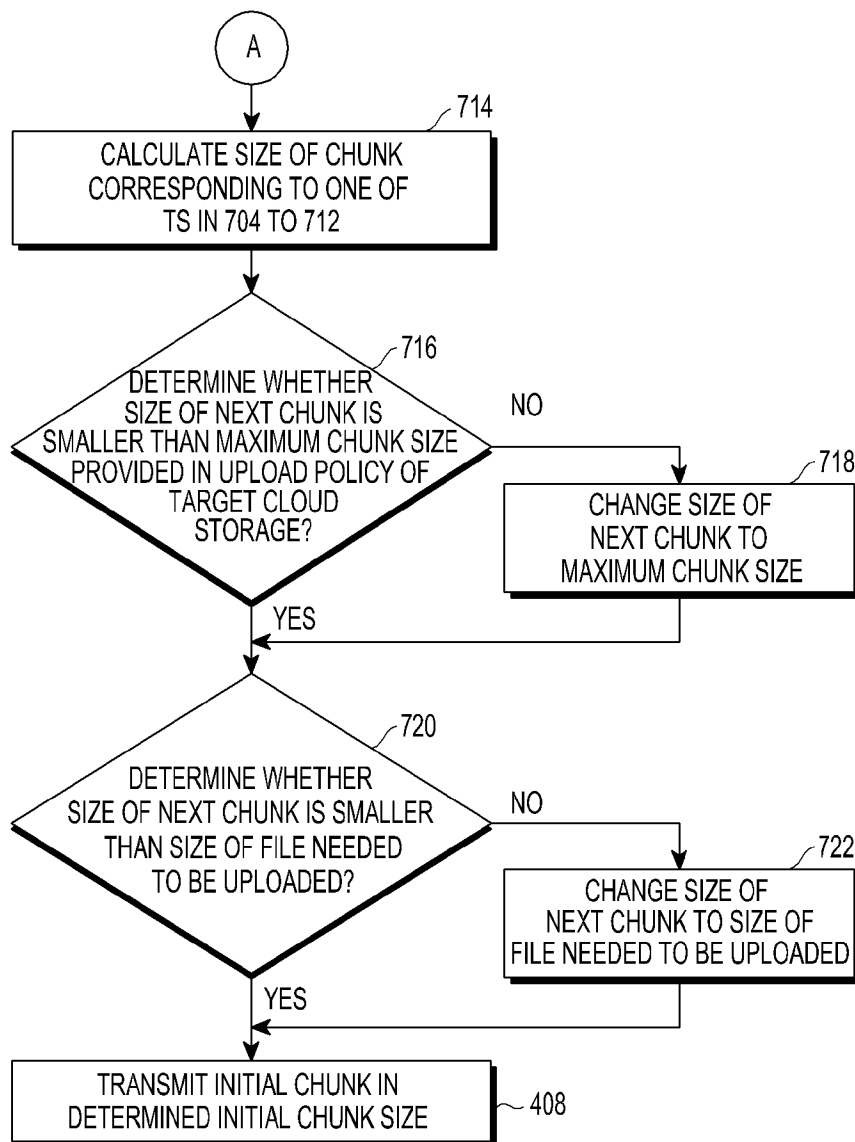 A
714
CALCULATE SIZE OF CHUNK
CORRESPONDING TO ONE OF
TS IN 704 TO 712
716
DETERMINE WHETHER
SIZE OF NEXT CHUNK IS
SMALLER THAN MAXIMUM CHUNK SIZE
PROVIDED IN UPLOAD POLICY OF
TARGET CLOUD
STORAGE?
NO
718
CHANGE SIZE OF
NEXT CHUNK TO
MAXIMUM CHUNK SIZE
YES
720
DETERMINE WHETHER
SIZE OF NEXT CHUNK IS SMALLER
THAN SIZE OF FILE NEEDED
TO BE UPLOADED?
NO
722
CHANGE SIZE OF
NEXT CHUNK TO SIZE OF
FILE NEEDED TO BE UPLOADED
YES
TRANSMIT INITIAL CHUNK IN
DETERMINED INITIAL CHUNK SIZE
408